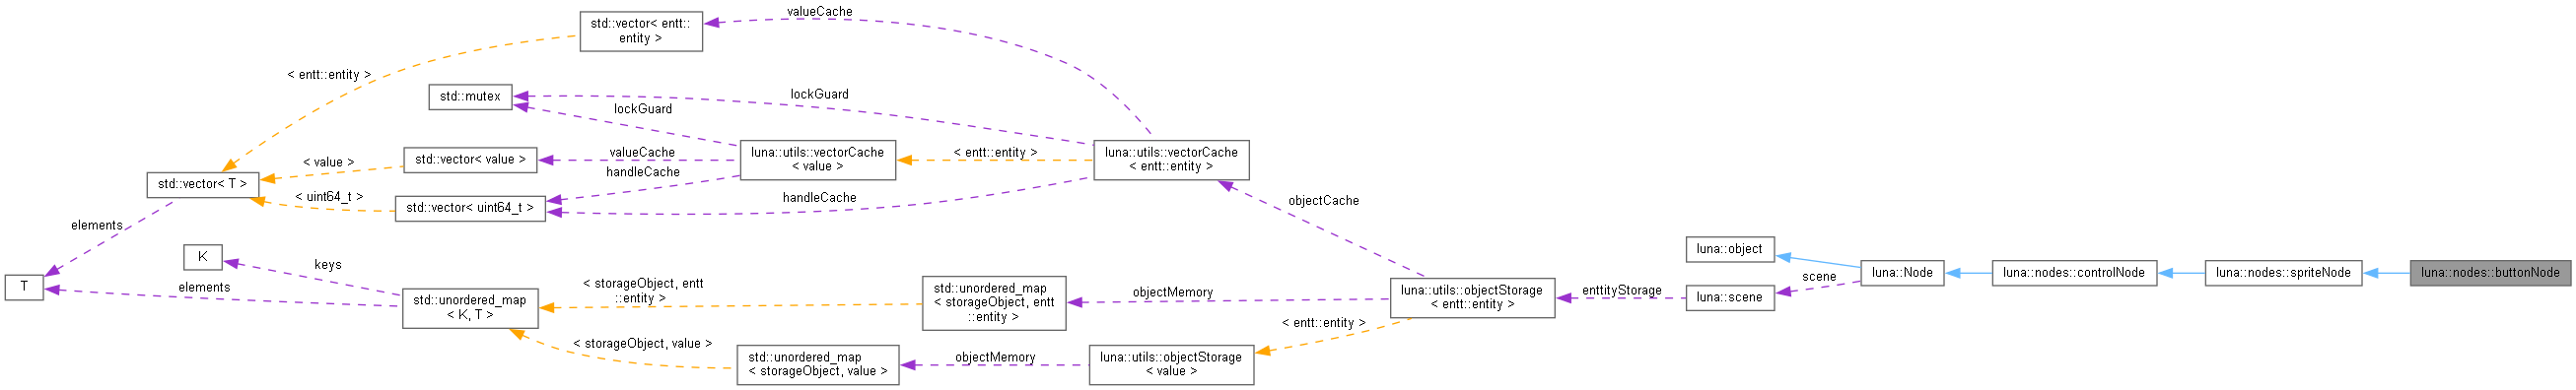 valueCache
std::vector< entt::
entity >
< entt::entity >
std::mutex
lockGuard
lockGuard
luna::utils::vectorCache
< value >
luna::utils::vectorCache
< entt::entity >
< entt::entity >
valueCache
std::vector< value >
< value >
handleCache
std::vector< T >
< uint64_t >
std::vector< uint64_t >
handleCache
objectCache
elements
K
keys
luna::object
T
elements
std::unordered_map
< K, T >
< storageObject, entt
::entity >
std::unordered_map
< storageObject, entt
::entity >
objectMemory
luna::utils::objectStorage
< entt::entity >
enttityStorage
luna::scene
scene
luna::Node
luna::nodes::controlNode
luna::nodes::spriteNode
luna::nodes::buttonNode
< entt::entity >
< storageObject, value >
std::unordered_map
< storageObject, value >
objectMemory
luna::utils::objectStorage
< value >